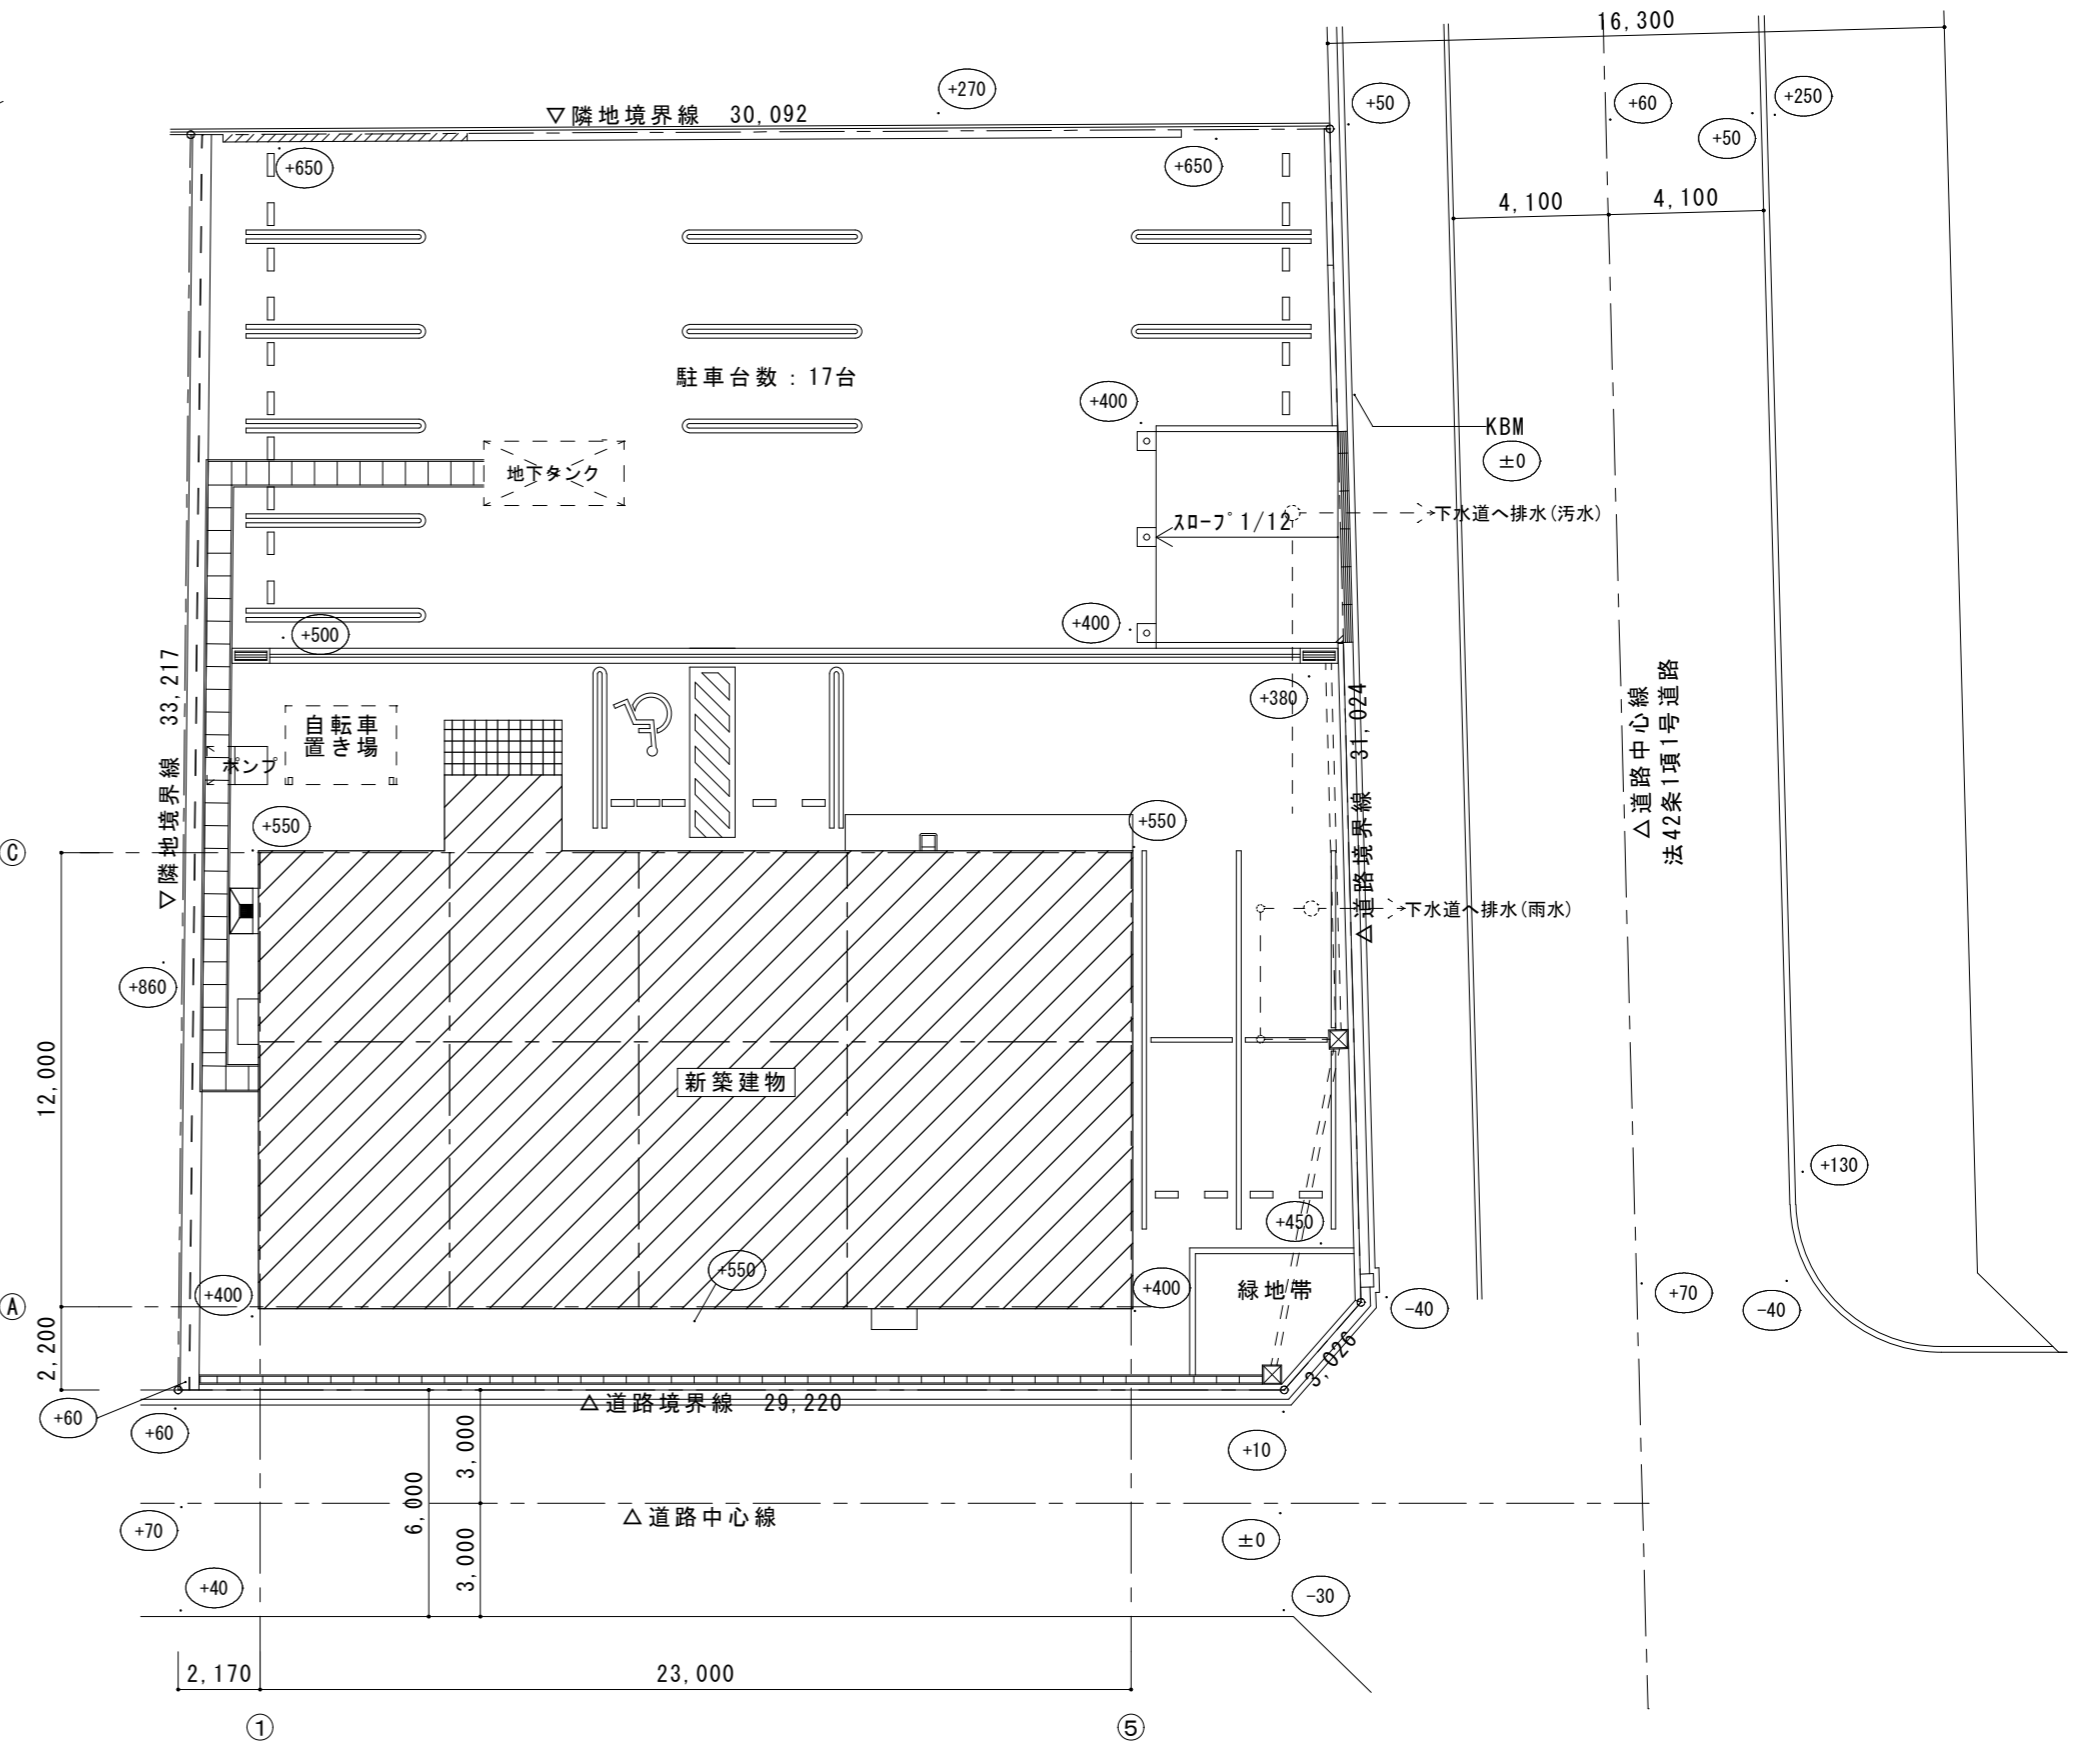 16,300
▽隣地境界線 30,092
+270
+50
+60
+250
+50
+650
+650
4,100
4,100
駐車台数：17台
+400
KBM
±0
地下タンク
スロープ 1/12
下水道へ排水(汚水)
+500
+400
▽隣地境界線 33,217
自転車
置き場
ポンプ
+380
△道路境界線 31,024
△道路中心線
法42条1項1号道路
+550
+550
C
下水道へ排水(雨水)
+860
12,000
新築建物
+130
+450
+550
+400
+400
緑地帯
A
-40
+70
-40
2,200
3,026
+60
+60
△道路境界線 29,220
+10
3,000
6,000
+70
△道路中心線
±0
3,000
+40
-30
2,170
23,000
1
5